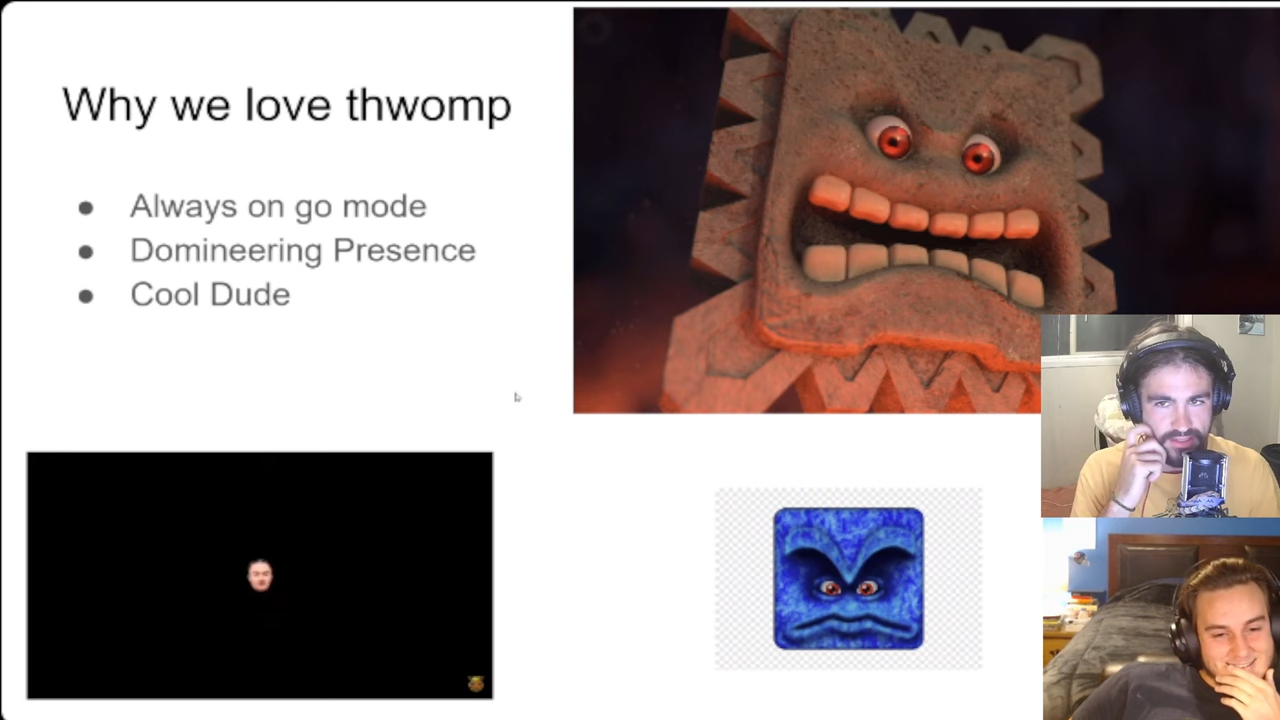 Why we love thwomp
Always on go mode
Domineering Presence
Cool Dude